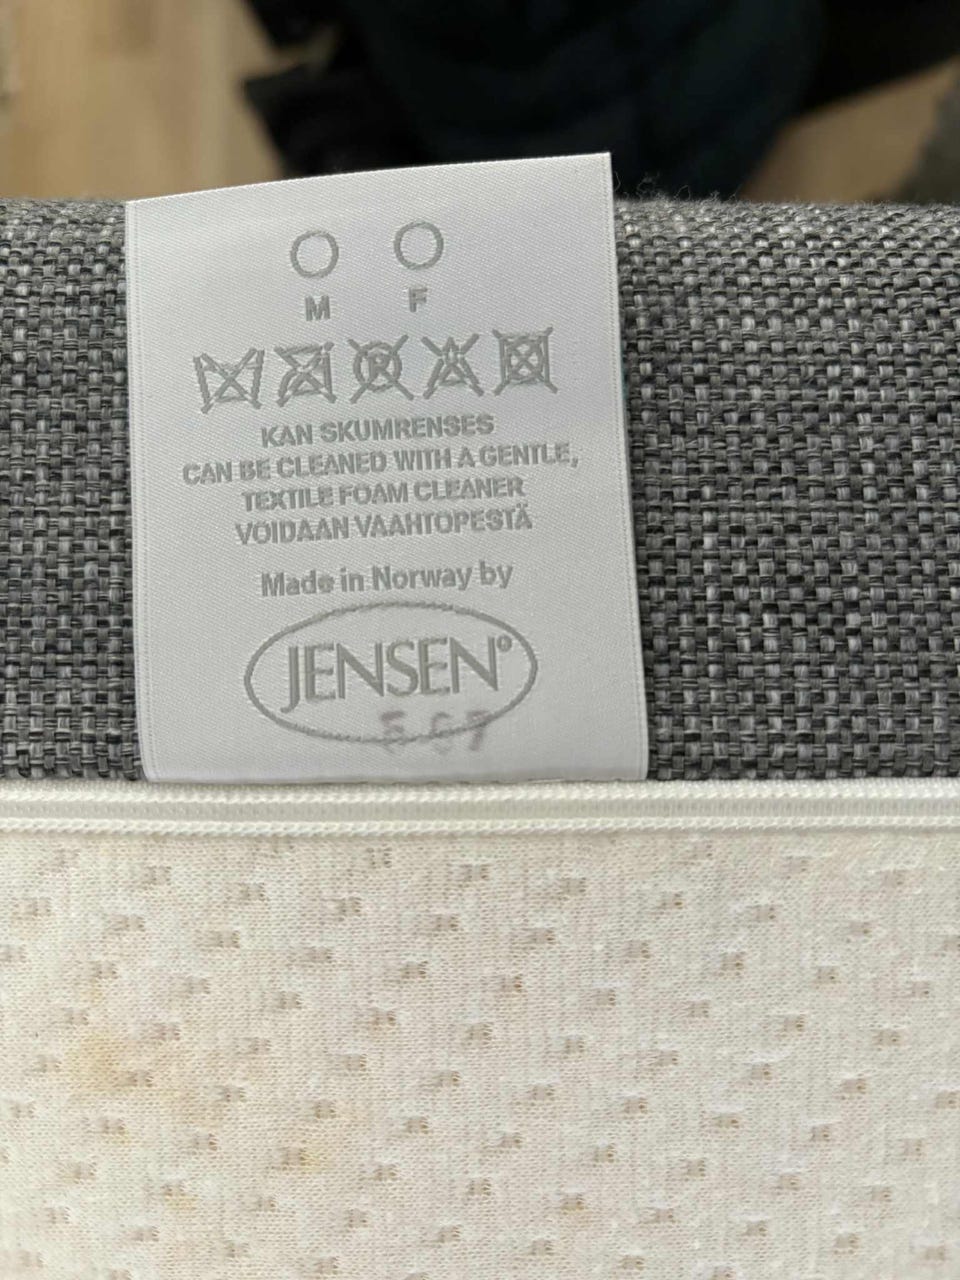 M F
KAN SKUMRENSES
CAN BE CLEANED WITH A GENTLE,
TEXTILE FOAM CLEANER
VOIDAAN VAAHTOPESTÄ
Made in Norway by
JENSEN®